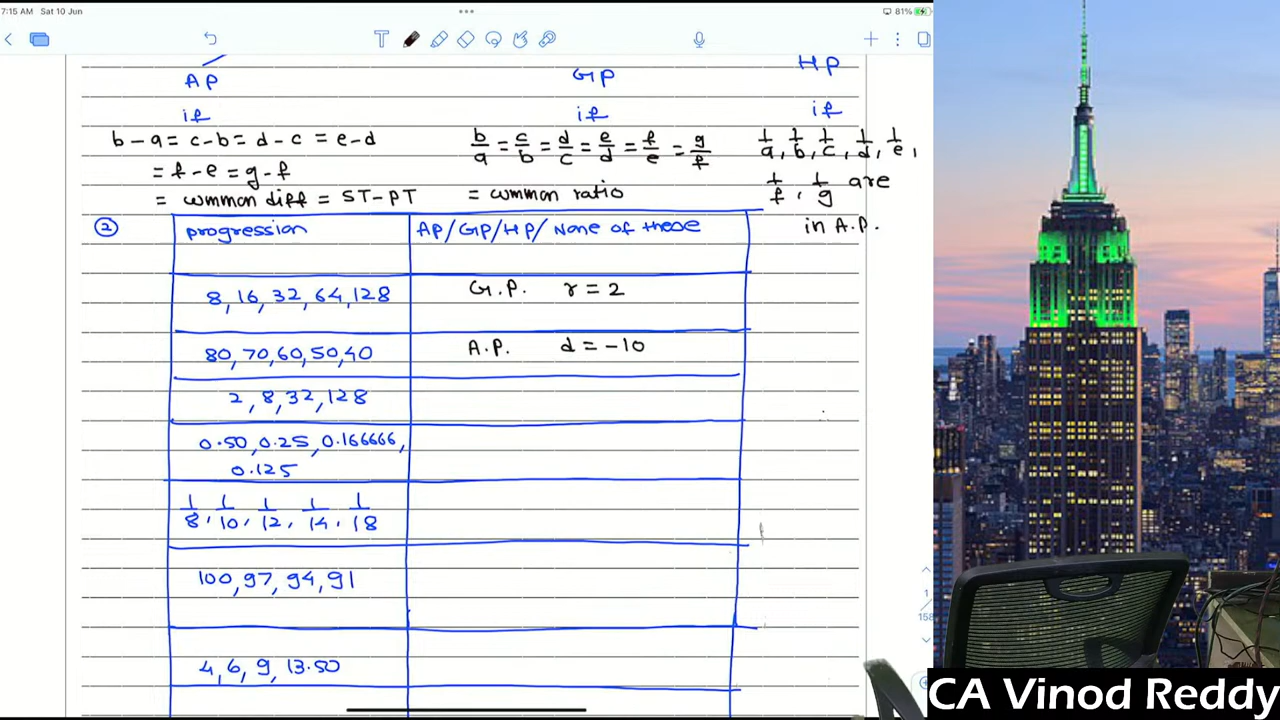 7:15 AM Sat 10 Jun
81%
AP
GP
HP
if
if
if
b - a = c - b = d - c = e - d
= f - e = g - f
= common diff = ST - PT
b/a = c/b = d/c = e/d = f/e = g/f
= common ratio
1/a, 1/b, 1/c, 1/d, 1/e,
1/f, 1/g are
in A.P.
② progression AP/GP/HP/None of these
8, 16, 32, 64, 128 G.P. r = 2
80, 70, 60, 50, 40 A.P. d = -10
2, 8, 32, 128
0.50, 0.25, 0.166666,
0.125
1/8, 1/10, 1/12, 1/14, 1/18
100, 97, 94, 91
4, 6, 9, 13.50
1
158
CA Vinod Reddy